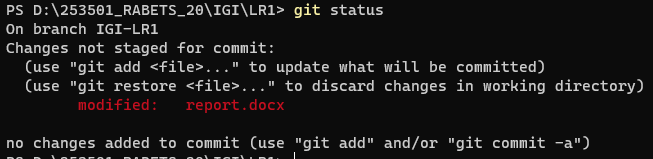 PS D:\253501_RABETS_20\IGI\LR1> git status
On branch IGI-LR1
Changes not staged for commit:
  (use "git add <file>..." to update what will be committed)
  (use "git restore <file>..." to discard changes in working directory)
        modified:   report.docx

no changes added to commit (use "git add" and/or "git commit -a")
PS D:\253501_RABETS_20\IGI\LR1>